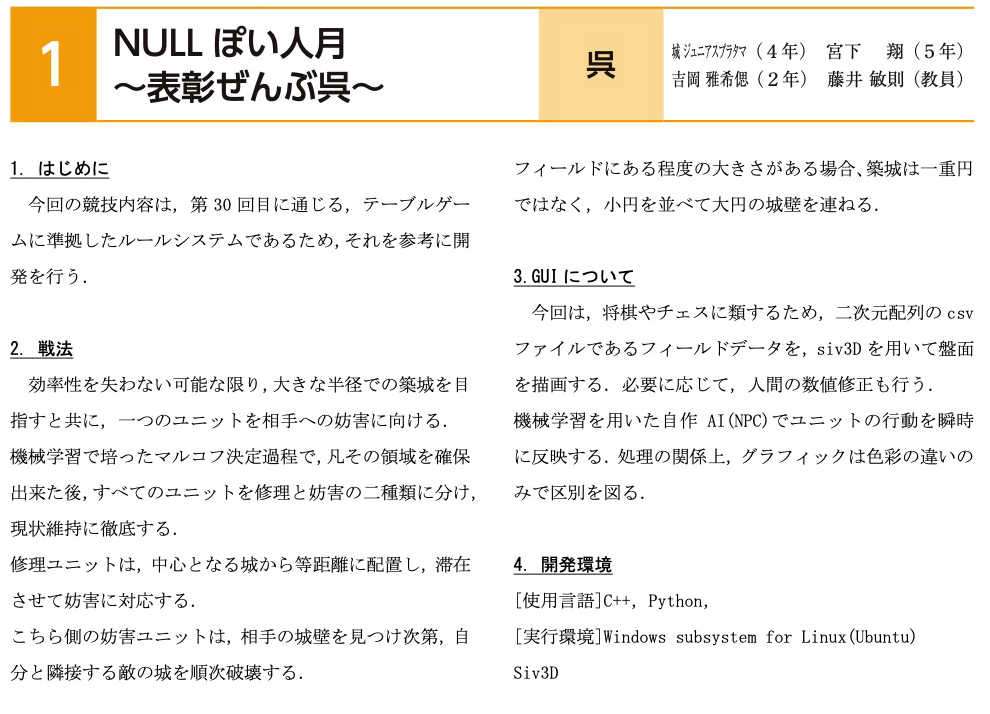 1
NULL ぽい人月
～表彰ぜんぶ呉～
呉
城 ジュニアスプラタマ（４年） 宮下　翔（５年）
吉岡 雅希偲（２年） 藤井 敏則（教員）
1. はじめに
今回の競技内容は，第 30 回目に通じる，テーブルゲー
ムに準拠したルールシステムであるため，それを参考に開
発を行う．
2. 戦法
効率性を失わない可能な限り，大きな半径での築城を目
指すと共に，一つのユニットを相手への妨害に向ける．
機械学習で培ったマルコフ決定過程で，凡その領域を確保
出来た後，すべてのユニットを修理と妨害の二種類に分け，
現状維持に徹底する．
修理ユニットは，中心となる城から等距離に配置し，滞在
させて妨害に対応する．
こちら側の妨害ユニットは，相手の城壁を見つけ次第，自
分と隣接する敵の城を順次破壊する．
フィールドにある程度の大きさがある場合、築城は一重円
ではなく，小円を並べて大円の城壁を連ねる．
3.GUI について
今回は，将棋やチェスに類するため，二次元配列の csv
ファイルであるフィールドデータを，siv3D を用いて盤面
を描画する．必要に応じて，人間の数値修正も行う．
機械学習を用いた自作 AI(NPC)でユニットの行動を瞬時
に反映する．処理の関係上，グラフィックは色彩の違いの
みで区別を図る．
4. 開発環境
[使用言語]C++, Python,
[実行環境]Windows subsystem for Linux(Ubuntu)
Siv3D